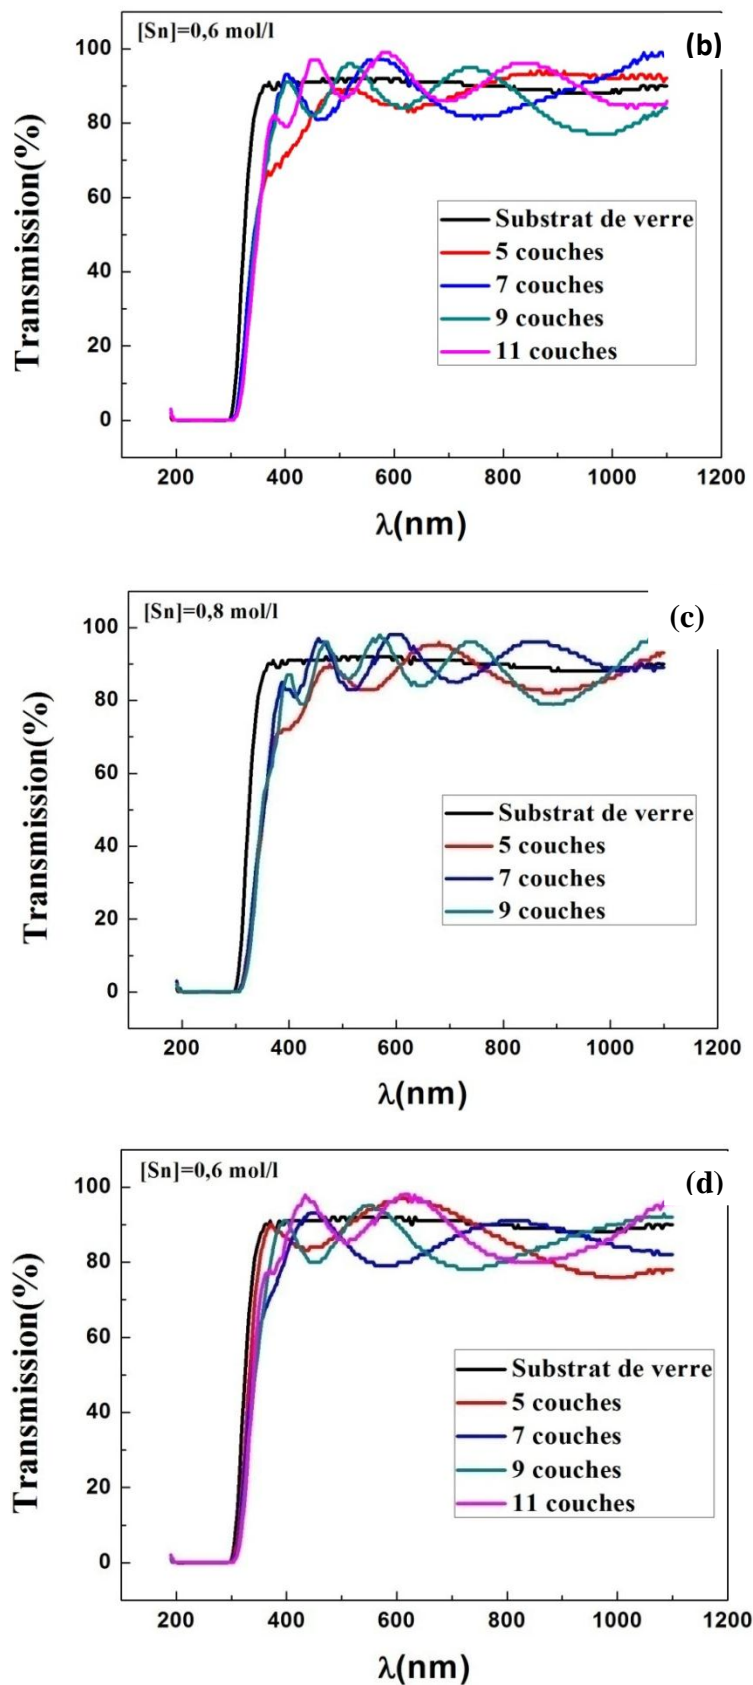 [Sn]=0,6 mol/l
(b)
100
80
60
40
20
0
Transmission(%)
Substrat de verre
5 couches
7 couches
9 couches
11 couches
200 400 600 800 1000 1200
λ(nm)
[Sn]=0,8 mol/l
(c)
100
80
60
40
20
0
Transmission(%)
Substrat de verre
5 couches
7 couches
9 couches
200 400 600 800 1000 1200
λ(nm)
[Sn]=0,6 mol/l
(d)
100
80
60
40
20
0
Transmission(%)
Substrat de verre
5 couches
7 couches
9 couches
11 couches
200 400 600 800 1000 1200
λ(nm)